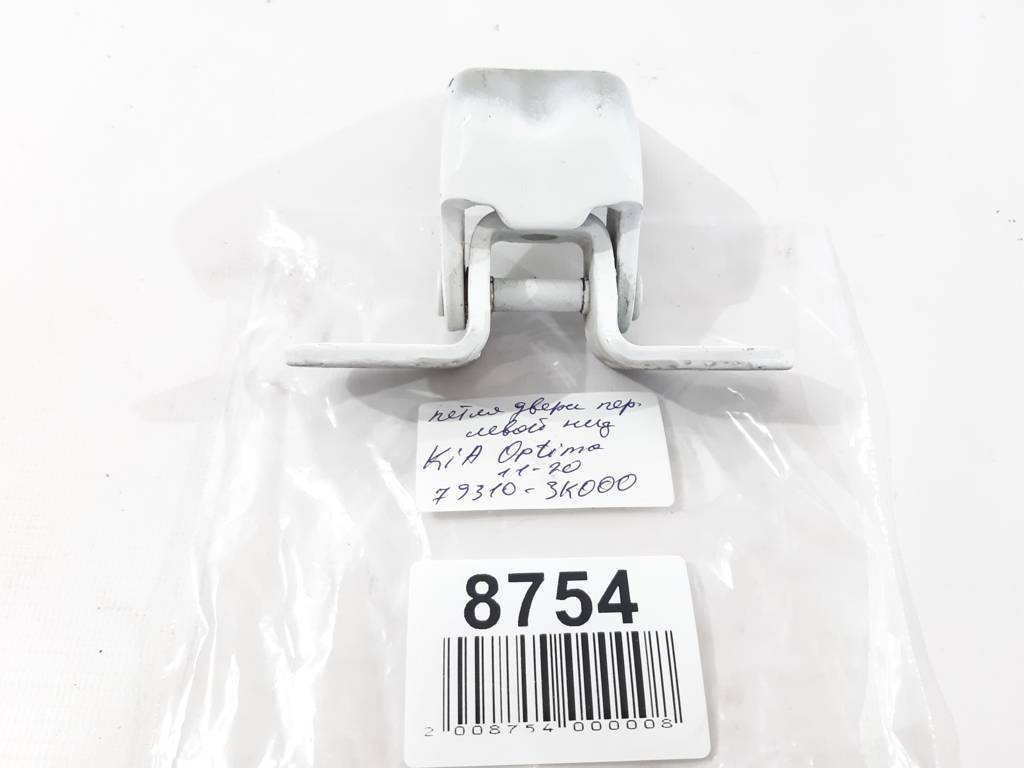 петля двери пер.
левой низ
KiA Optima
11-20
79310-3K000
8754
2 008754 000008